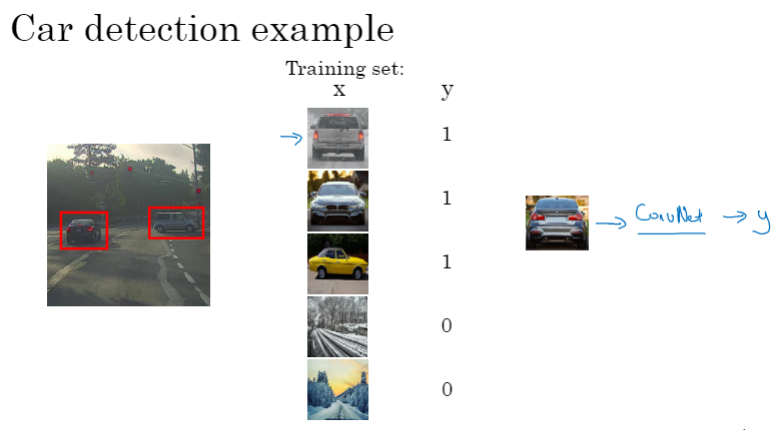 Car detection example
Training set:
x y
1
1
1
0
0
→ ConvNet → y